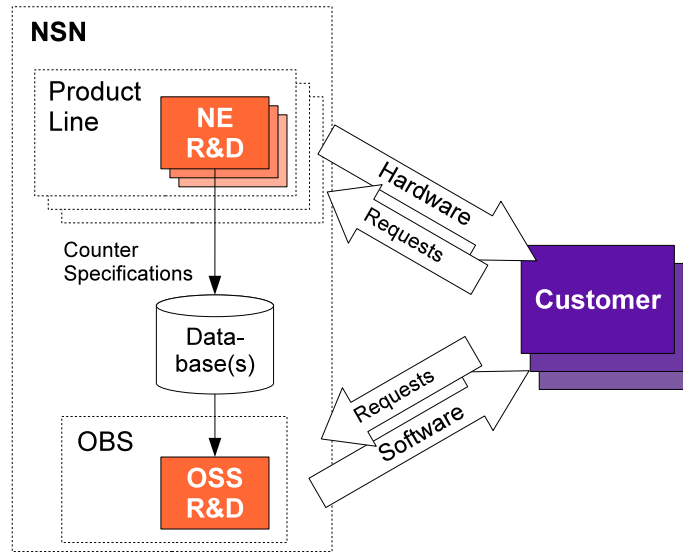 NSN
Product
Line
NE
R&D
Hardware
Requests
Counter
Specifications
Customer
Data-
base(s)
Requests
Software
OBS
OSS
R&D